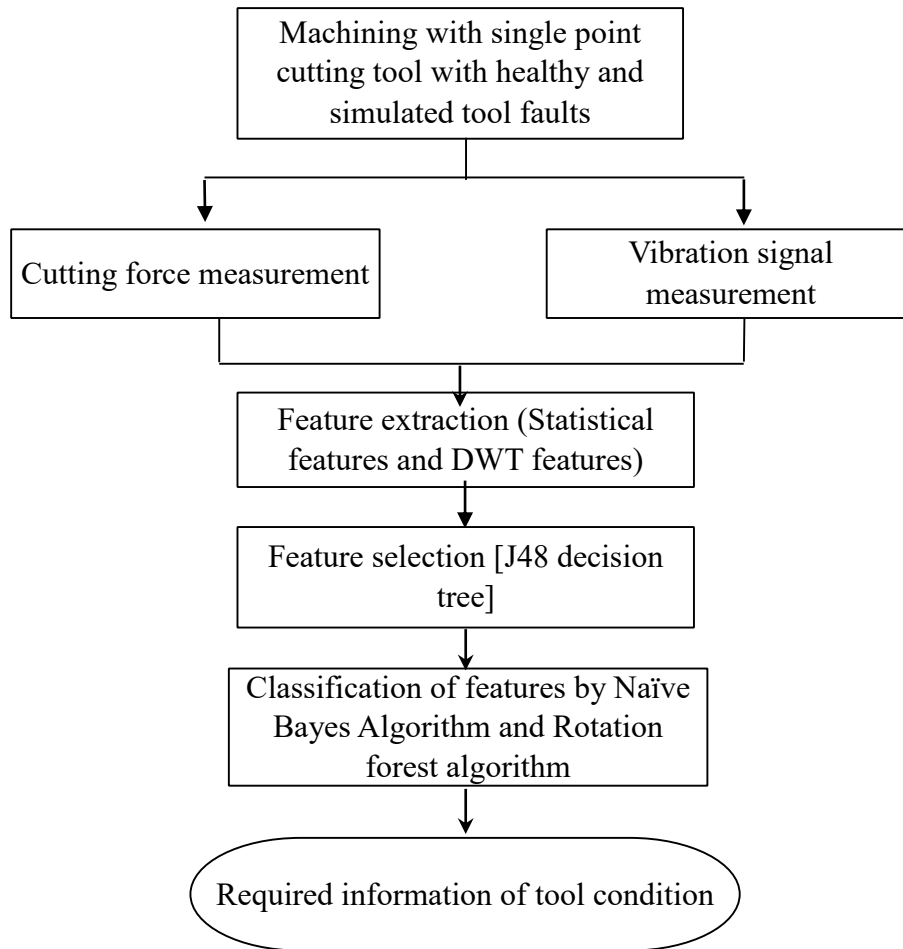 Machining with single point
cutting tool with healthy and
simulated tool faults
Cutting force measurement
Vibration signal
measurement
Feature extraction (Statistical
features and DWT features)
Feature selection [J48 decision
tree]
Classification of features by Naïve
Bayes Algorithm and Rotation
forest algorithm
Required information of tool condition